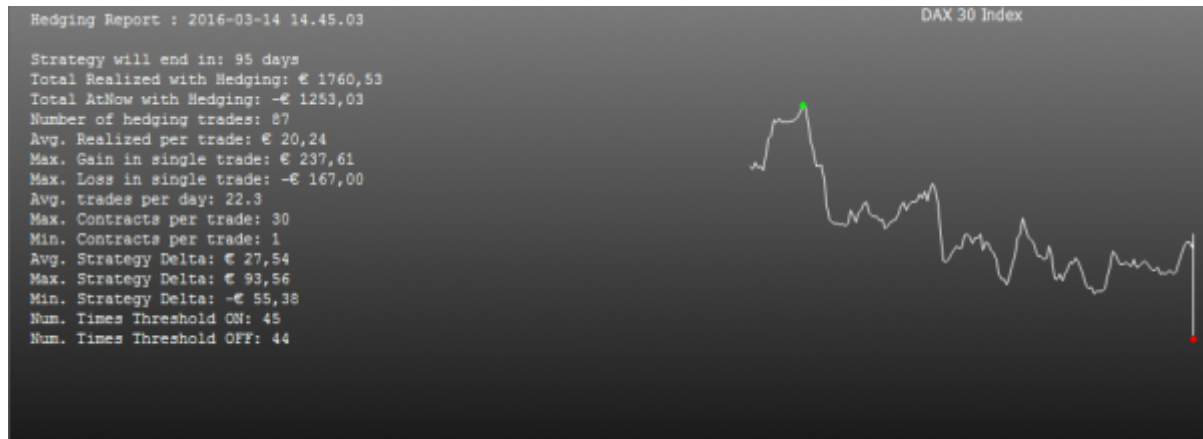 Hedging Report : 2016-03-14 14.45.03
DAX 30 Index
Strategy will end in: 95 days
Total Realized with Hedging: € 1760,53
Total AtNow with Hedging: -€ 1253,03
Number of hedging trades: 87
Avg. Realized per trade: € 20,24
Max. Gain in single trade: € 237,61
Max. Loss in single trade: -€ 167,00
Avg. trades per day: 22.3
Max. Contracts per trade: 30
Min. Contracts per trade: 1
Avg. Strategy Delta: € 27,54
Max. Strategy Delta: € 93,56
Min. Strategy Delta: -€ 55,38
Num. Times Threshold ON: 45
Num. Times Threshold OFF: 44